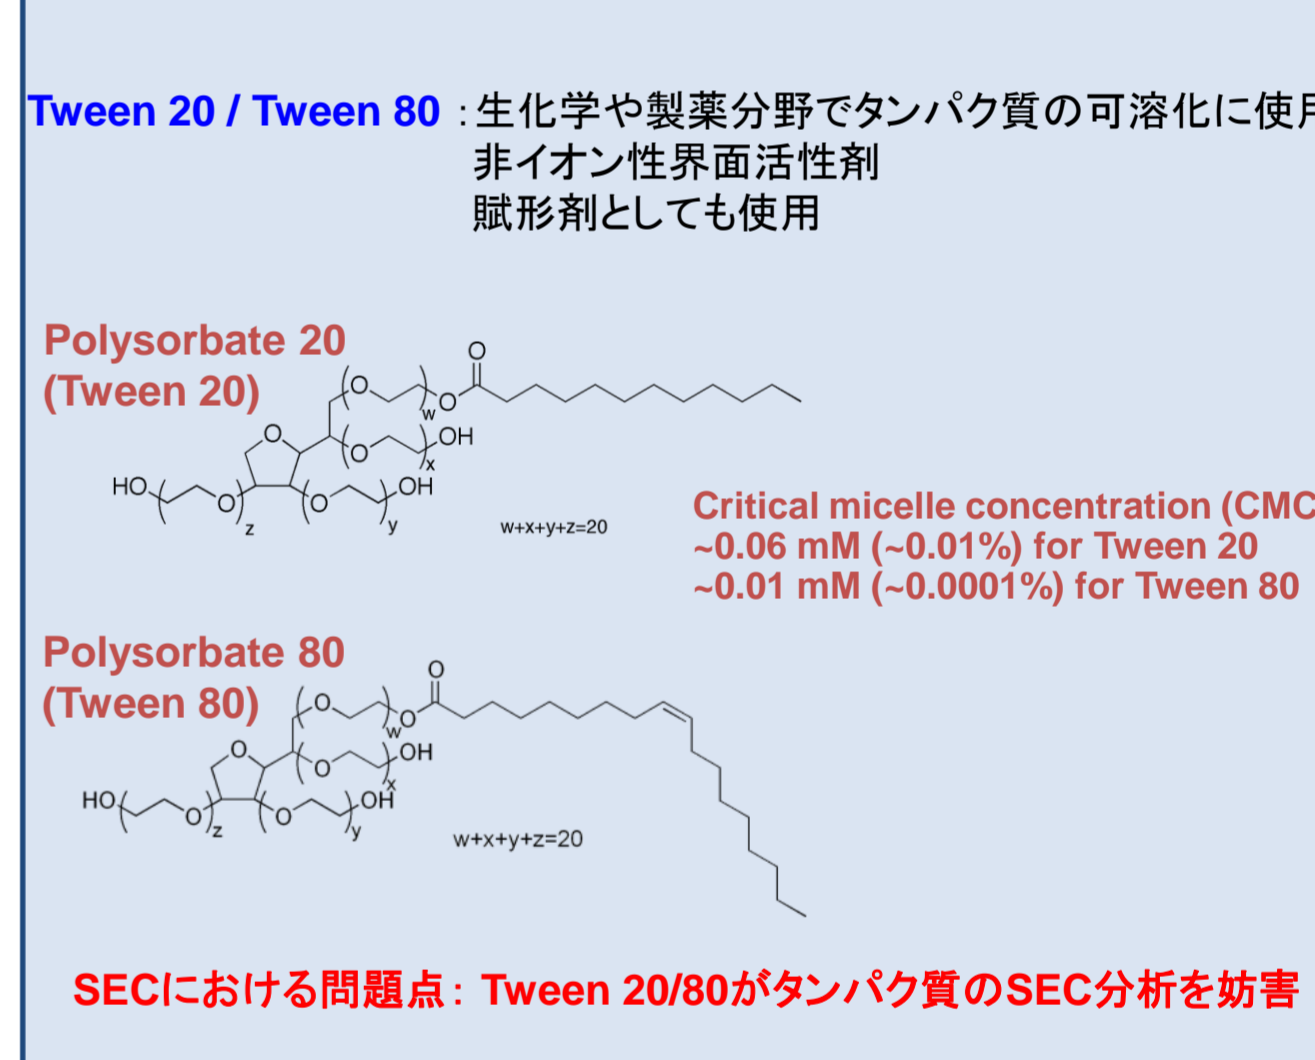 Tween 20 / Tween 80 ：生化学や製薬分野でタンパク質の可溶化に使用
非イオン性界面活性剤
賦形剤としても使用
Polysorbate 20
(Tween 20)
O
O
O
w
O
O
OH
x
HO
O
z
O
OH
y
w+x+y+z=20
Critical micelle concentration (CMC
~0.06 mM (~0.01%) for Tween 20
~0.01 mM (~0.0001%) for Tween 80
Polysorbate 80
(Tween 80)
O
O
O
w
O
O
OH
x
HO
O
z
O
OH
y
w+x+y+z=20
SECにおける問題点： Tween 20/80がタンパク質のSEC分析を妨害